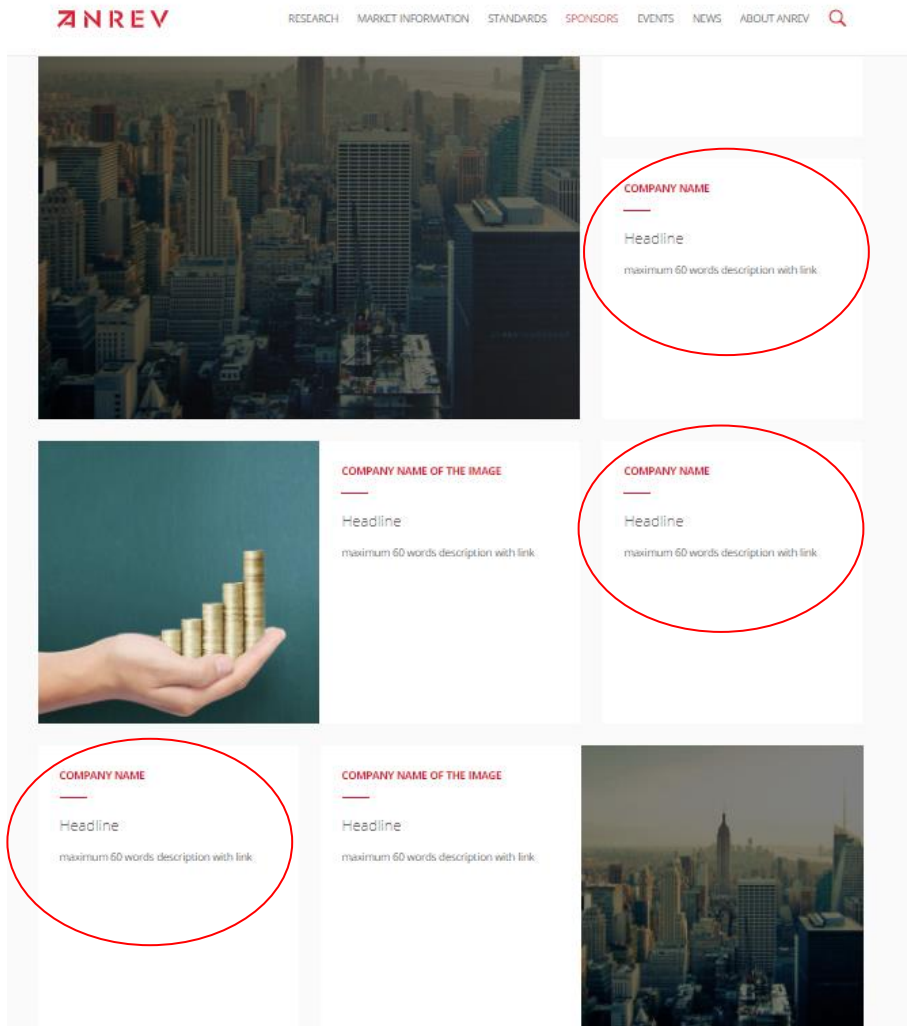 ANREV
RESEARCH MARKET INFORMATION STANDARDS SPONSORS EVENTS NEWS ABOUT ANREV
COMPANY NAME
Headline
maximum 60 words description with link
COMPANY NAME OF THE IMAGE
Headline
maximum 60 words description with link
COMPANY NAME
Headline
maximum 60 words description with link
COMPANY NAME
Headline
maximum 60 words description with link
COMPANY NAME OF THE IMAGE
Headline
maximum 60 words description with link